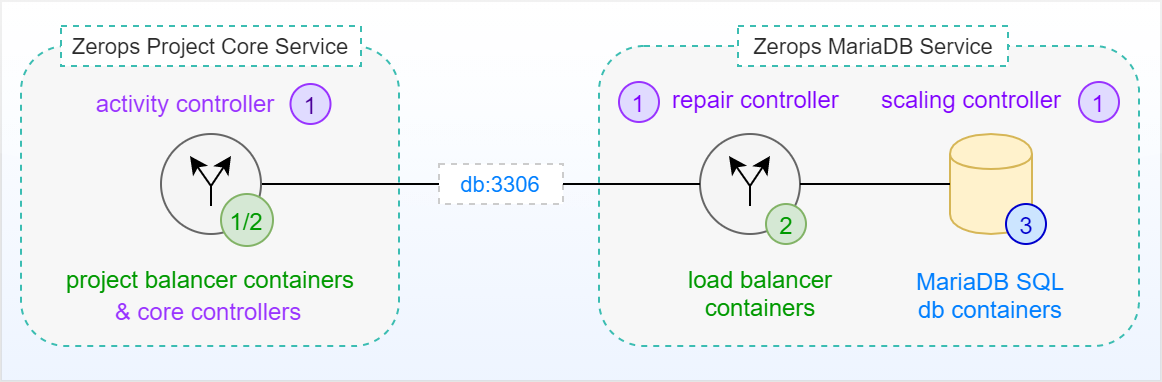 Zerops Project Core Service
activity controller 1
1/2
project balancer containers
& core controllers
db:3306
Zerops MariaDB Service
1 repair controller
scaling controller 1
2
load balancer
containers
3
MariaDB SQL
db containers